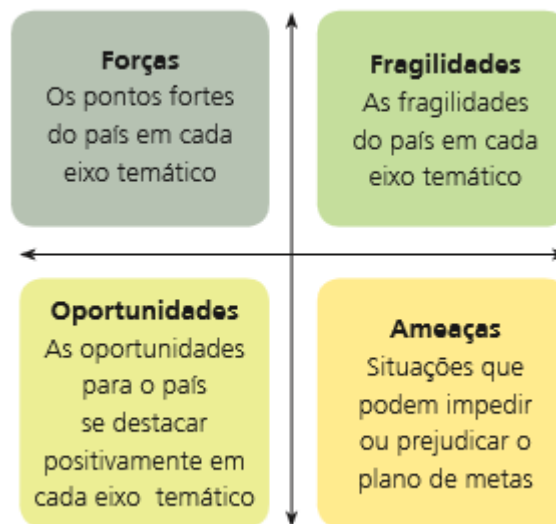 Forças
Os pontos fortes
do país em cada
eixo temático
Fragilidades
As fragilidades
do país em cada
eixo temático
Oportunidades
As oportunidades
para o país
se destacar
positivamente em
cada eixo temático
Ameaças
Situações que
podem impedir
ou prejudicar o
plano de metas